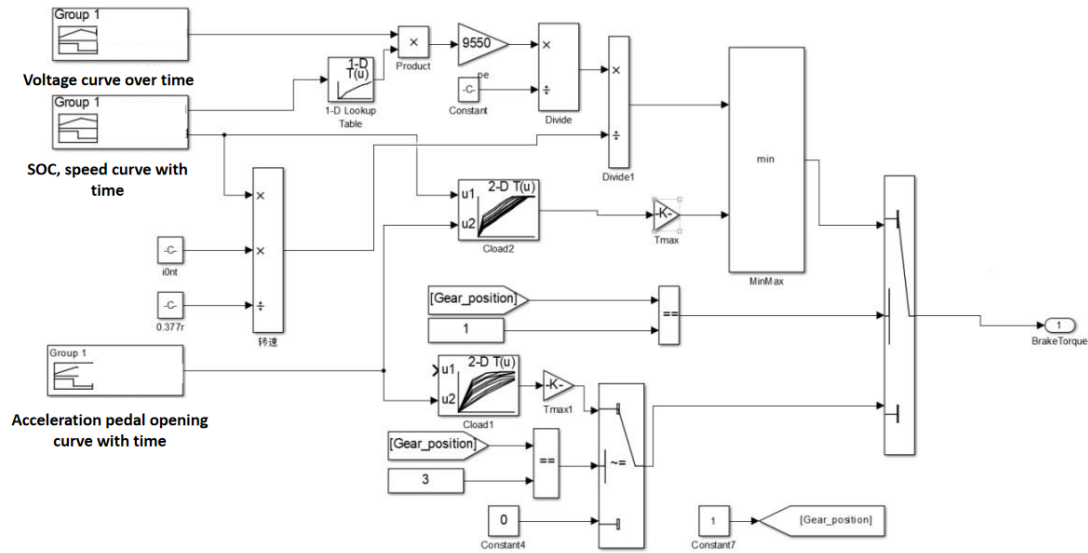 Group 1
Voltage curve over time
Group 1
SOC, speed curve with
time
1-D
T(u)
1-D Lookup
Table
×
Product
9550
pe
-C-
Constant
×
÷
Divide
×
÷
Divide1
u1
u2
2-D T(u)
Cload2
-K-
Tmax
min
MinMax
-C-
i0nt
-C-
0.377r
×
×
÷
转速
[Gear_position]
1
==
1
BrakeTorque
Group 1
Acceleration pedal opening
curve with time
u1
u2
2-D T(u)
Cload1
-K-
Tmax1
[Gear_position]
3
==
~=
0
Constant4
1
Constant7
[Gear_position]